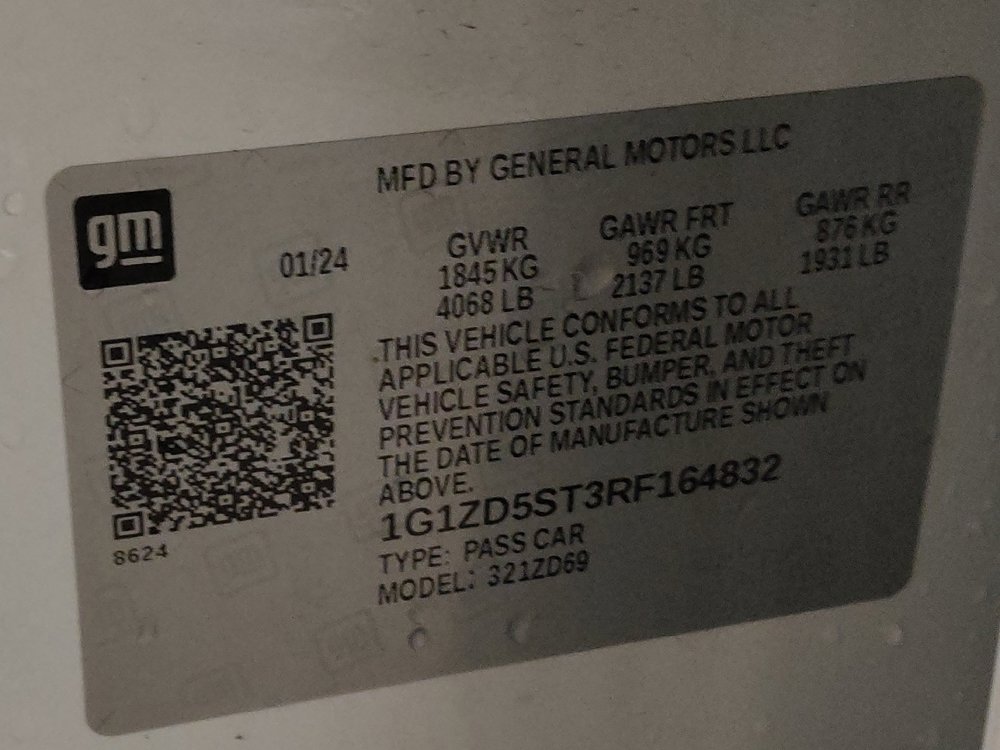 MFD BY GENERAL MOTORS LLC
gm
01/24
GVWR GAWR FRT GAWR RR
1845 KG 969 KG 876 KG
4068 LB 2137 LB 1931 LB
THIS VEHICLE CONFORMS TO ALL
APPLICABLE U.S. FEDERAL MOTOR
VEHICLE SAFETY, BUMPER, AND THEFT
PREVENTION STANDARDS IN EFFECT ON
THE DATE OF MANUFACTURE SHOWN
ABOVE.
1G1ZD5ST3RF164832
TYPE: PASS CAR
MODEL: 321ZD69
8624